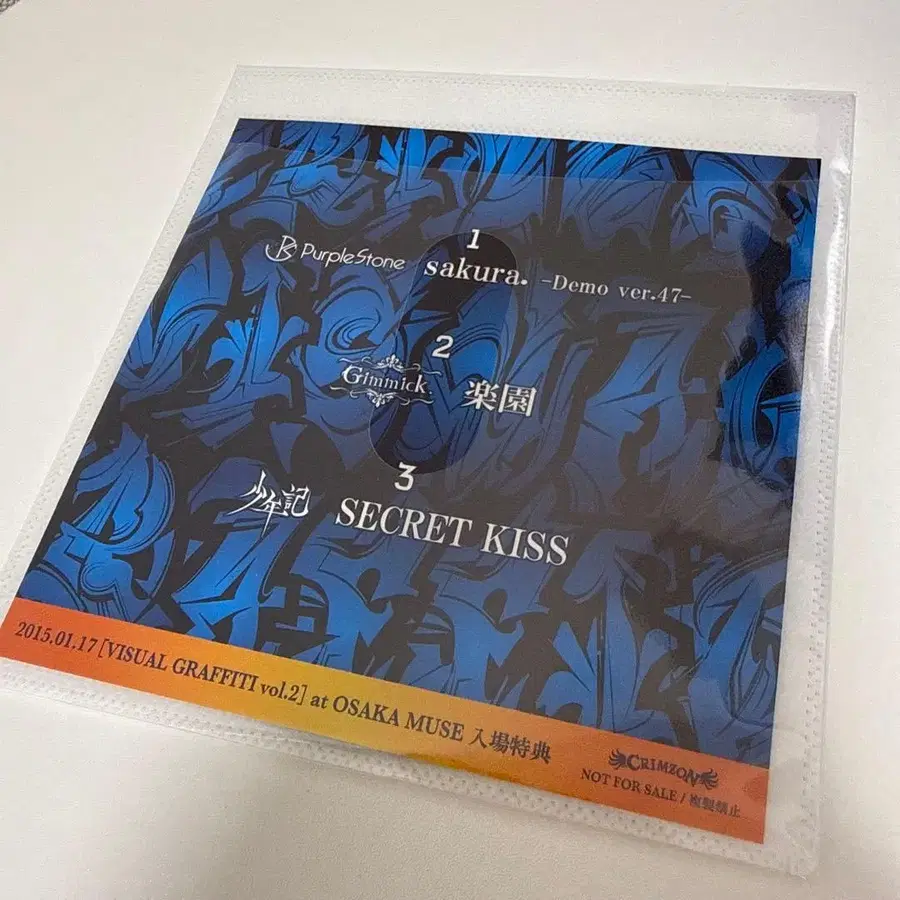 1
PurpleStone sakura. -Demo ver.47-
2
Gimmick. 楽園
3
少年記 SECRET KISS
2015.01.17 [VISUAL GRAFFITI vol.2] at OSAKA MUSE 入場特典
CRIMZON
NOT FOR SALE / 複製禁止